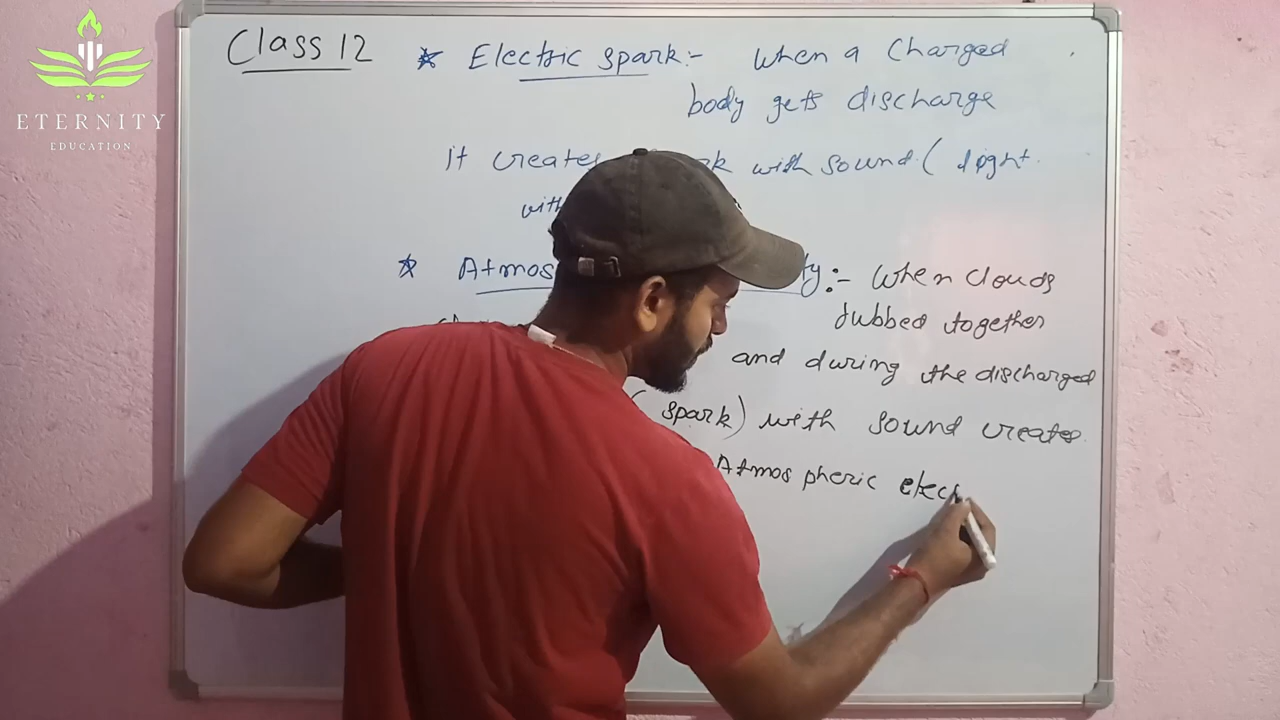 ETERNITY
EDUCATION
Class 12
* Electric spark:- When a Charged
body gets discharge
It creates with sound. ( light
with
* Atmos :- When clouds
rubbed together
and during the discharged
( spark) with sound creates
Atmospheric elect